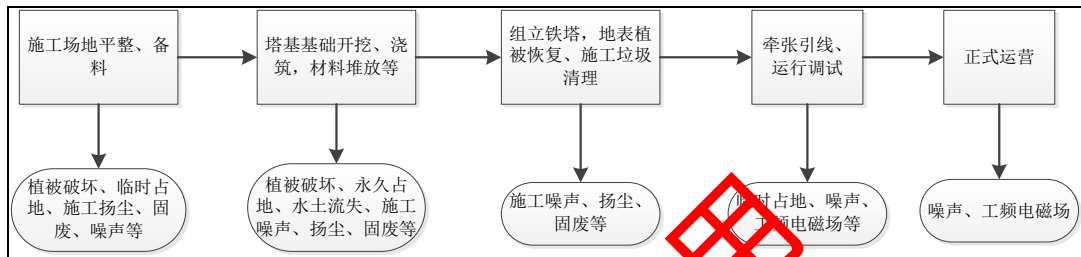 施工场地平整、备
料
塔基基础开挖、浇
筑，材料堆放等
组立铁塔，地表植
被恢复、施工垃圾
清理
牵张引线、
运行调试
正式运营
植被破坏、临时占
地、施工扬尘、固
废、噪声等
植被破坏、永久占
地、水土流失、施工
噪声、扬尘、固废等
施工噪声、扬尘、
固废等
临时占地、噪声、
工频电磁场等
噪声、工频电磁场